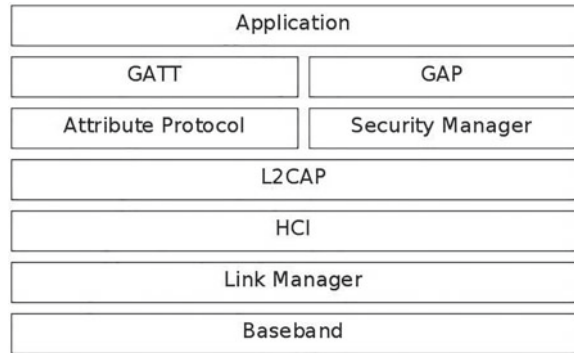 Application
GATT
GAP
Attribute Protocol
Security Manager
L2CAP
HCI
Link Manager
Baseband